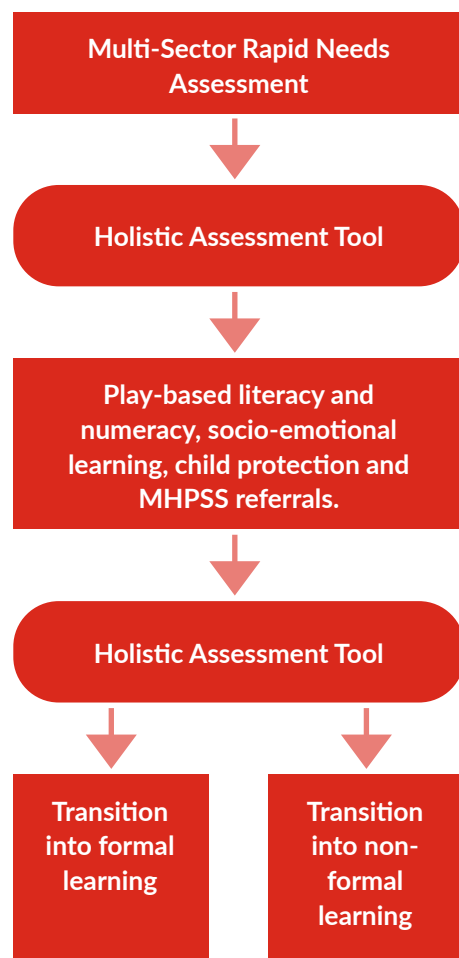 Multi-Sector Rapid Needs
Assessment
Holistic Assessment Tool
Play-based literacy and
numeracy, socio-emotional
learning, child protection and
MHPSS referrals.
Holistic Assessment Tool
Transition
into formal
learning
Transition
into non-
formal
learning